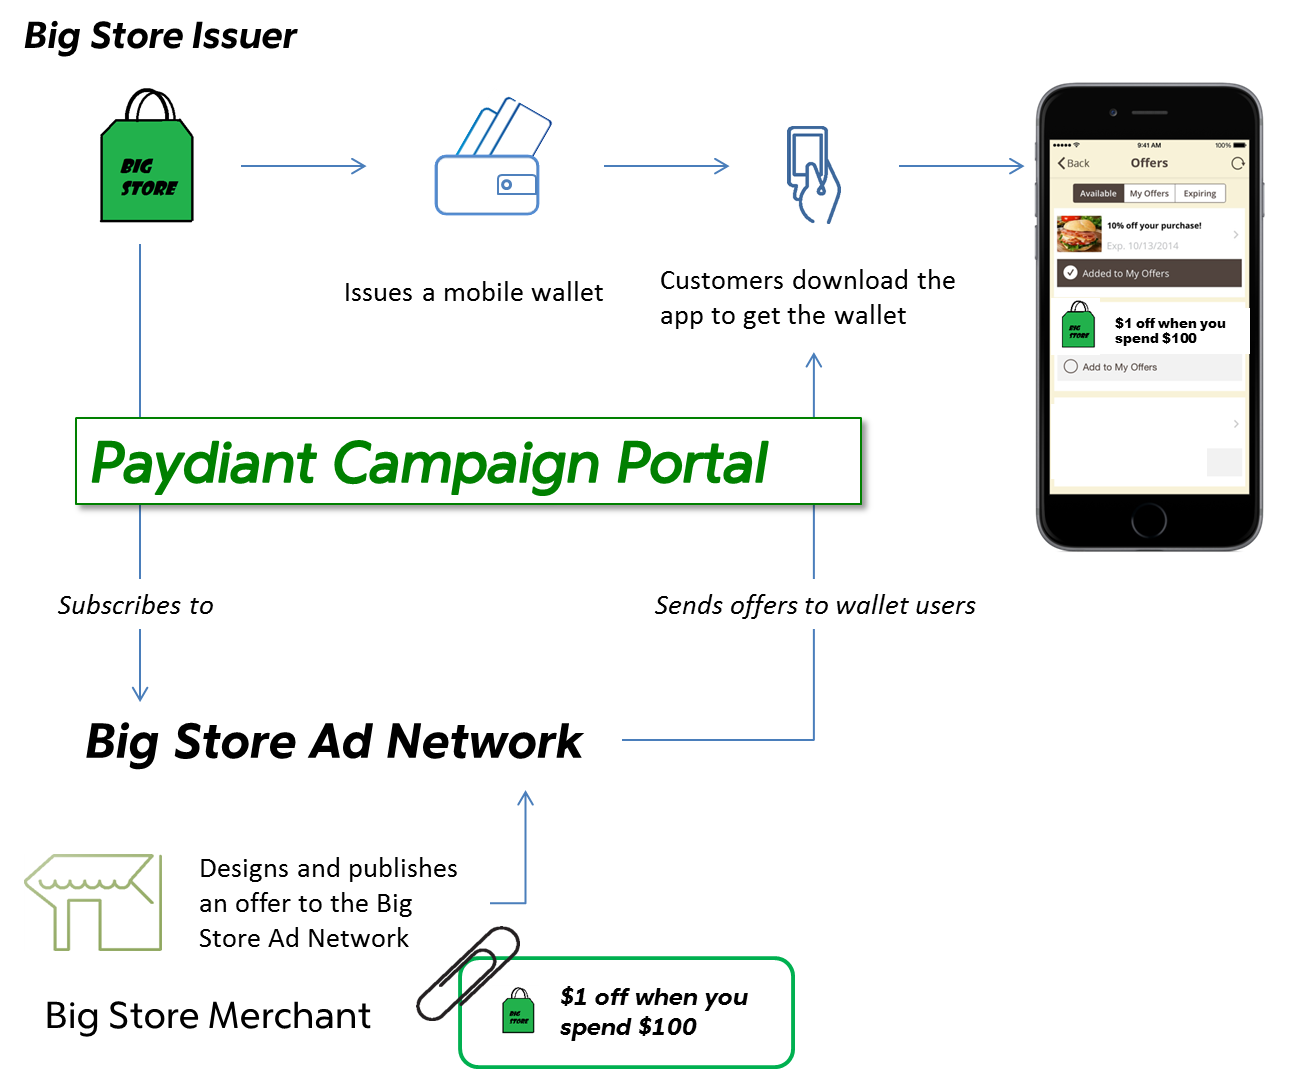 Big Store Issuer
BIG
STORE
Issues a mobile wallet
Customers download the
app to get the wallet
9:41 AM
100%
Back
Offers
Available
My Offers
Expiring
10% off your purchase!
Exp. 10/13/2014
Added to My Offers
BIG
STORE
$1 off when you
spend $100
Add to My Offers
Paydiant Campaign Portal
Subscribes to
Sends offers to wallet users
Big Store Ad Network
Designs and publishes
an offer to the Big
Store Ad Network
Big Store Merchant
BIG
STORE
$1 off when you
spend $100